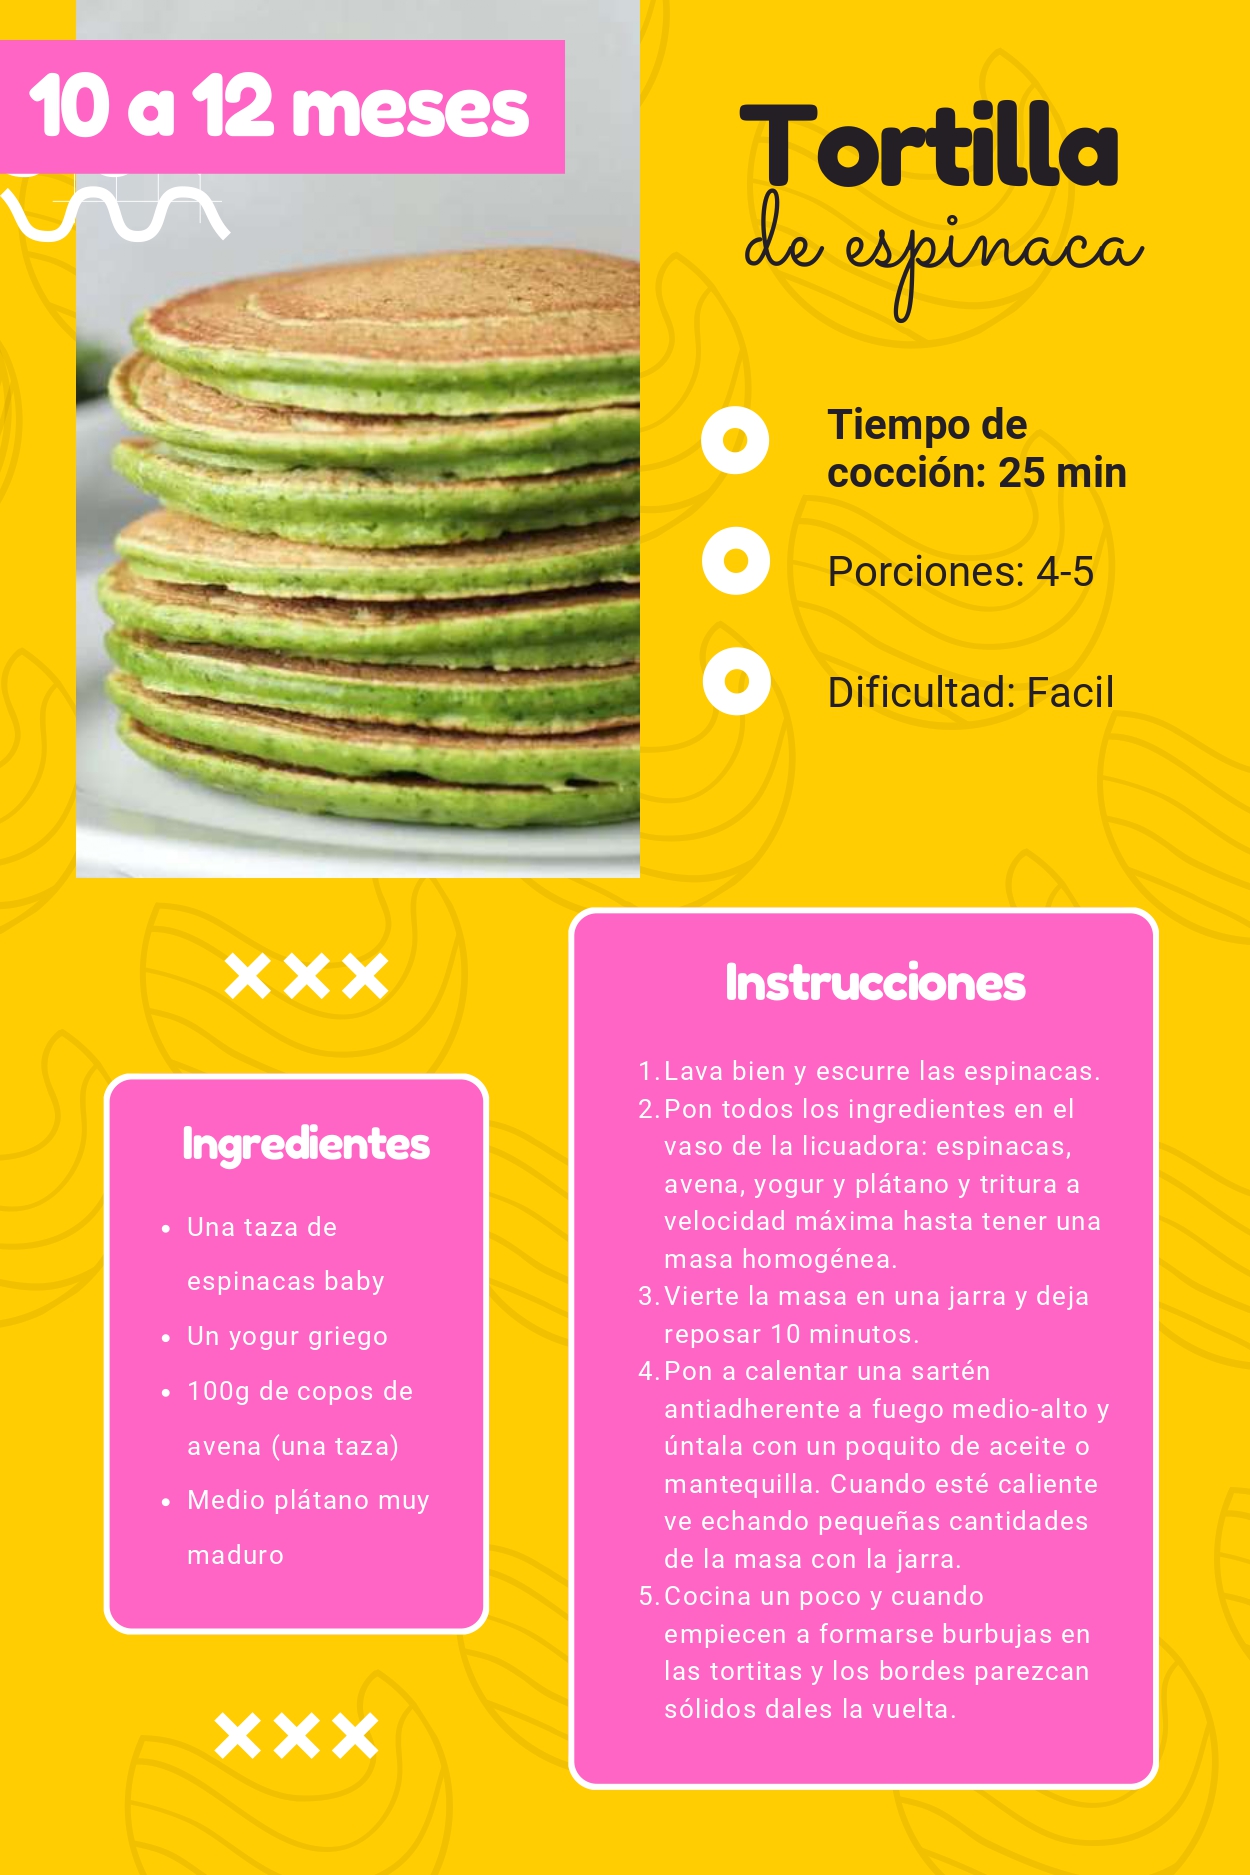 10 a 12 meses
Tortilla
de espinaca
Tiempo de
cocción: 25 min
Porciones: 4-5
Dificultad: Facil
Ingredientes
• Una taza de
espinacas baby
• Un yogur griego
• 100g de copos de
avena (una taza)
• Medio plátano muy
maduro
Instrucciones
1. Lava bien y escurre las espinacas.
2. Pon todos los ingredientes en el
vaso de la licuadora: espinacas,
avena, yogur y plátano y tritura a
velocidad máxima hasta tener una
masa homogénea.
3. Vierte la masa en una jarra y deja
reposar 10 minutos.
4. Pon a calentar una sartén
antiadherente a fuego medio-alto y
úntala con un poquito de aceite o
mantequilla. Cuando esté caliente
ve echando pequeñas cantidades
de la masa con la jarra.
5. Cocina un poco y cuando
empiecen a formarse burbujas en
las tortitas y los bordes parezcan
sólidos dales la vuelta.